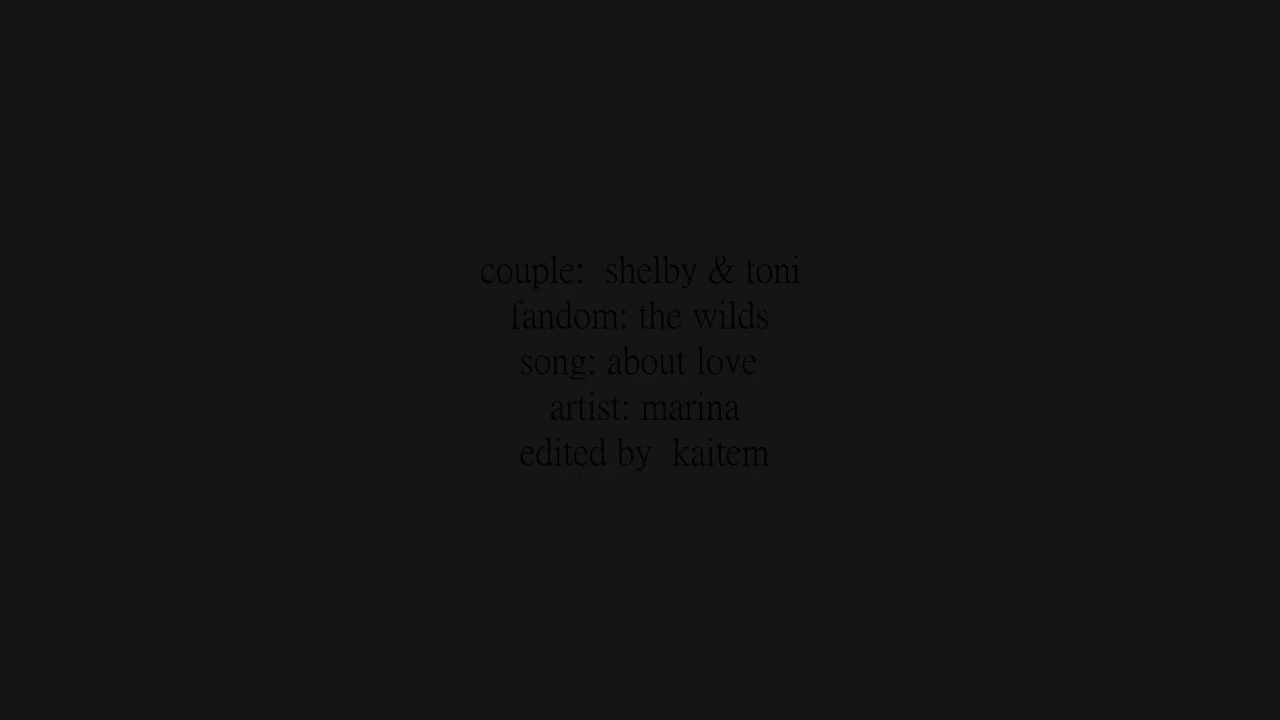 couple:  shelby & toni
fandom: the wilds
song: about love
artist: marina
edited by  kaitem